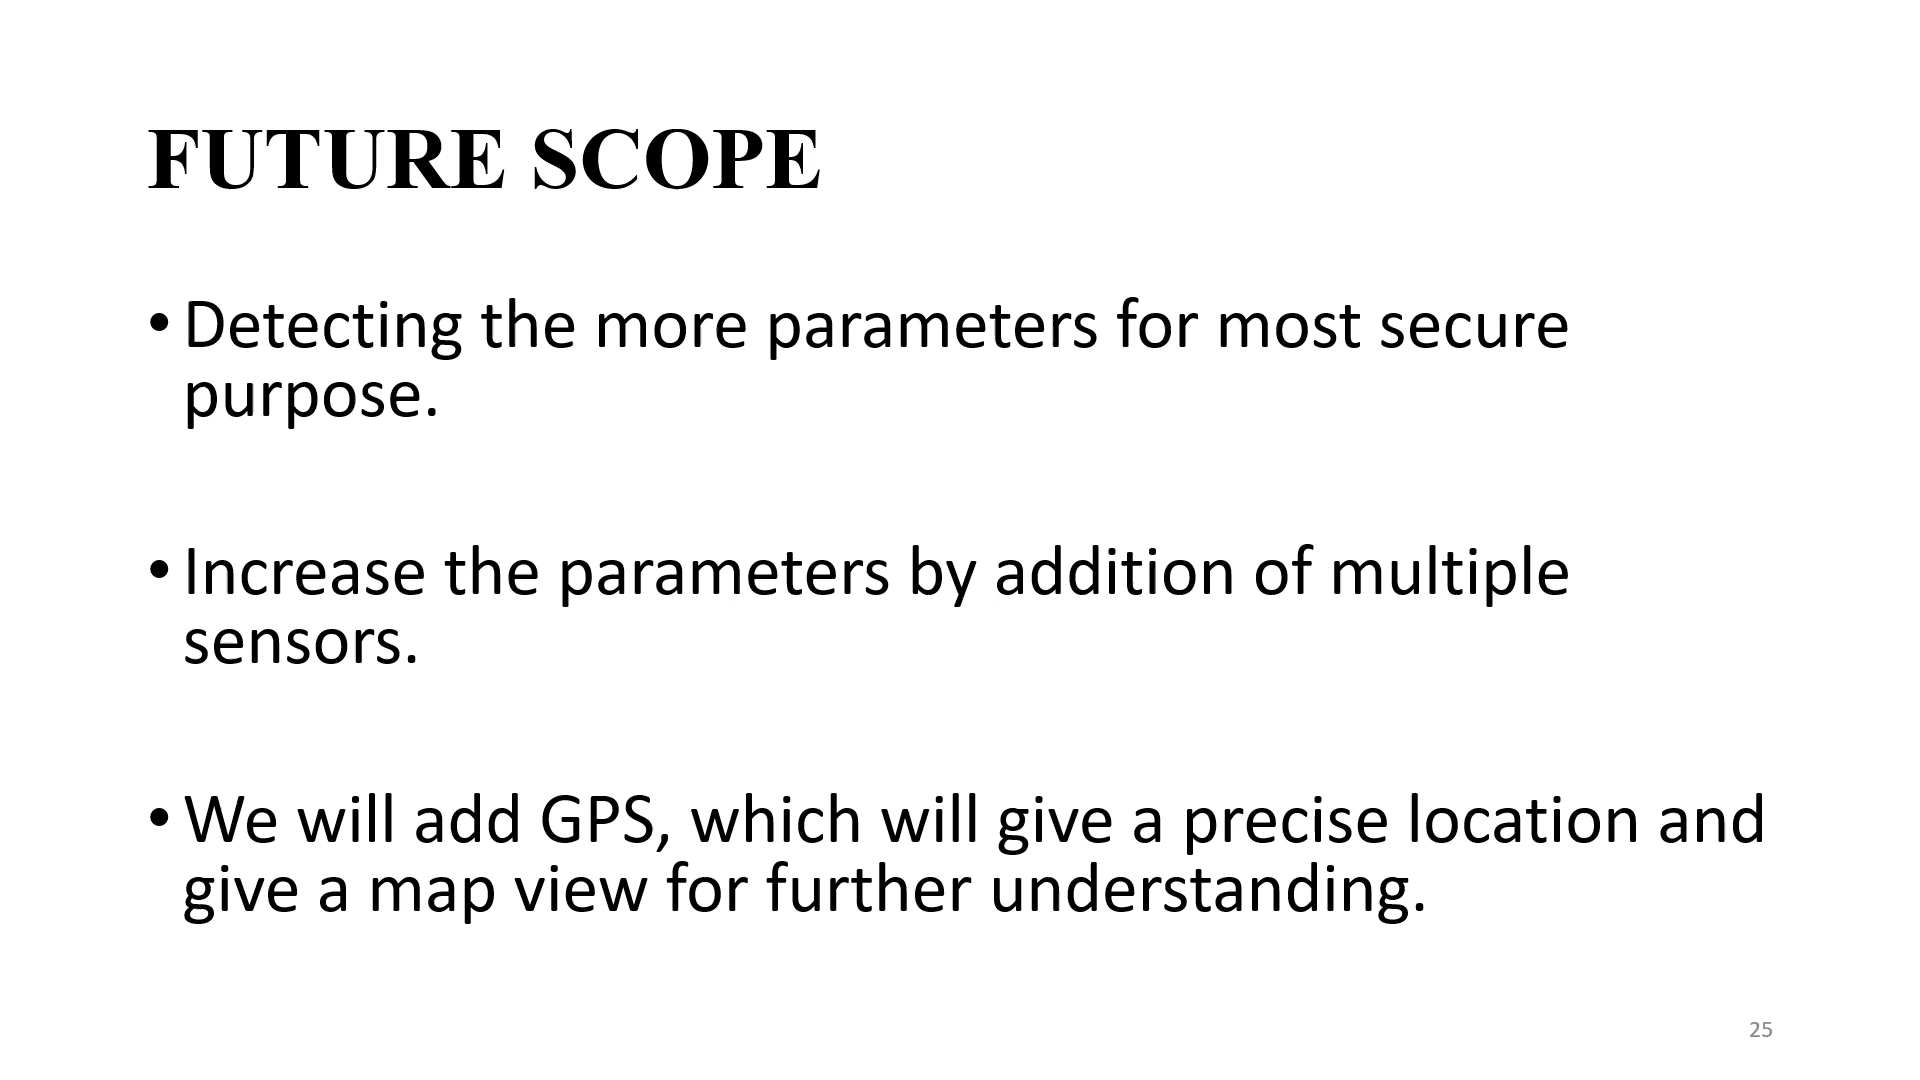 FUTURE SCOPE
• Detecting the more parameters for most secure
purpose.
• Increase the parameters by addition of multiple
sensors.
• We will add GPS, which will give a precise location and
give a map view for further understanding.
25